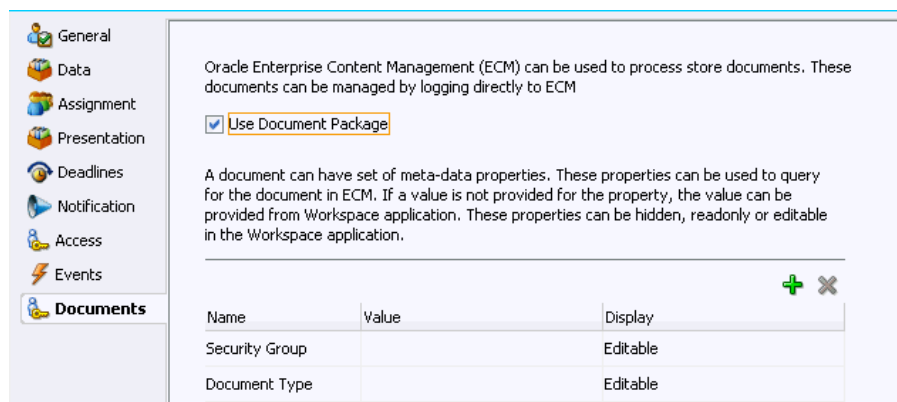 General
Data
Assignment
Presentation
Deadlines
Notification
Access
Events
Documents
Oracle Enterprise Content Management (ECM) can be used to process store documents. These
documents can be managed by logging directly to ECM
Use Document Package
A document can have set of meta-data properties. These properties can be used to query
for the document in ECM. If a value is not provided for the property, the value can be
provided from Workspace application. These properties can be hidden, readonly or editable
in the Workspace application.
Name Value Display
Security Group Editable
Document Type Editable